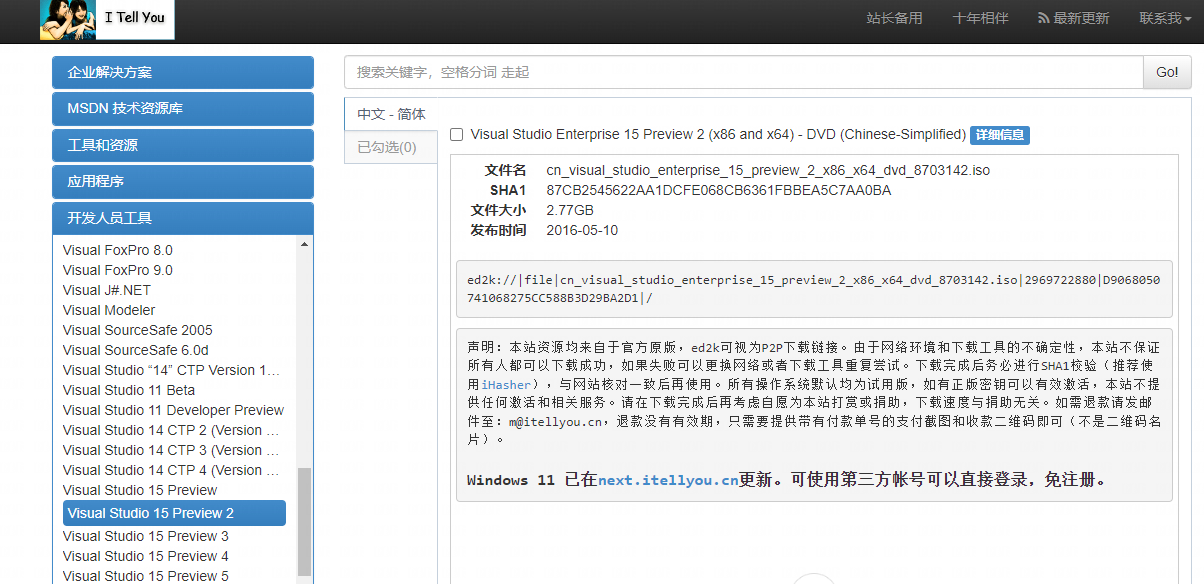 I Tell You
站长备用 十年相伴 最新更新 联系我
企业解决方案
MSDN 技术资源库
工具和资源
应用程序
开发人员工具
Visual FoxPro 8.0
Visual FoxPro 9.0
Visual J#.NET
Visual Modeler
Visual SourceSafe 2005
Visual SourceSafe 6.0d
Visual Studio “14” CTP Version 1…
Visual Studio 11 Beta
Visual Studio 11 Developer Preview
Visual Studio 14 CTP 2 (Version …
Visual Studio 14 CTP 3 (Version …
Visual Studio 14 CTP 4 (Version …
Visual Studio 15 Preview
Visual Studio 15 Preview 2
Visual Studio 15 Preview 3
Visual Studio 15 Preview 4
Visual Studio 15 Preview 5
搜索关键字，空格分词 走起 Go!
中文 - 简体
已勾选(0)
Visual Studio Enterprise 15 Preview 2 (x86 and x64) - DVD (Chinese-Simplified) 详细信息
文件名 cn_visual_studio_enterprise_15_preview_2_x86_x64_dvd_8703142.iso
SHA1 87CB2545622AA1DCFE068CB6361FBBEA5C7AA0BA
文件大小 2.77GB
发布时间 2016-05-10
ed2k://|file|cn_visual_studio_enterprise_15_preview_2_x86_x64_dvd_8703142.iso|2969722880|D9068050
741068275CC588B3D29BA2D1|/
声明：本站资源均来自于官方原版，ed2k可视为P2P下载链接。由于网络环境和下载工具的不确定性，本站不保证
所有人都可以下载成功，如果失败可以更换网络或者下载工具重复尝试。下载完成后务必进行SHA1校验（推荐使
用iHasher），与网站核对一致后再使用。所有操作系统默认均为试用版，如有正版密钥可以有效激活，本站不提
供任何激活和相关服务。请在下载完成后再考虑自愿为本站打赏或捐助，下载速度与捐助无关。如需退款请发邮
件至：m@itellyou.cn，退款没有有效期，只需要提供带有付款单号的支付截图和收款二维码即可（不是二维码名
片）。
Windows 11 已在next.itellyou.cn更新。可使用第三方帐号可以直接登录，免注册。